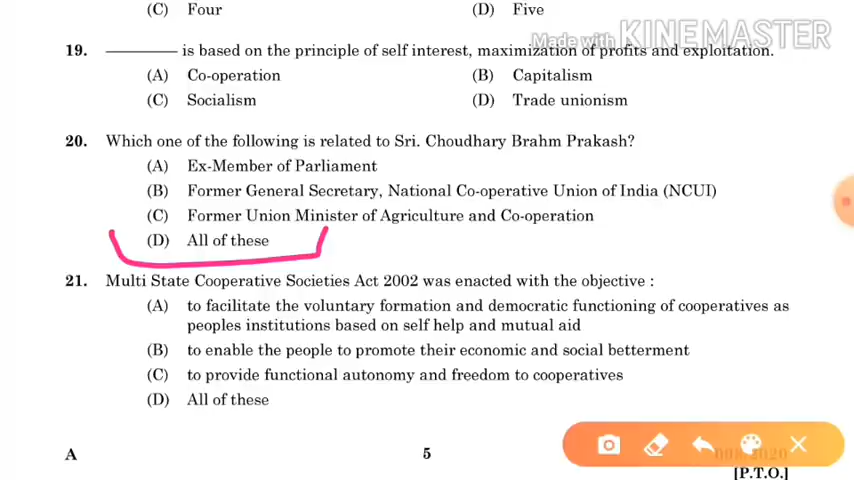 (C) Four (D) Five
Made with KINEMASTER
19. ——— is based on the principle of self interest, maximization of profits and exploitation.
(A) Co-operation (B) Capitalism
(C) Socialism (D) Trade unionism
20. Which one of the following is related to Sri. Choudhary Brahm Prakash?
(A) Ex-Member of Parliament
(B) Former General Secretary, National Co-operative Union of India (NCUI)
(C) Former Union Minister of Agriculture and Co-operation
(D) All of these
21. Multi State Cooperative Societies Act 2002 was enacted with the objective :
(A) to facilitate the voluntary formation and democratic functioning of cooperatives as
peoples institutions based on self help and mutual aid
(B) to enable the people to promote their economic and social betterment
(C) to provide functional autonomy and freedom to cooperatives
(D) All of these
A 5
[P.T.O.]